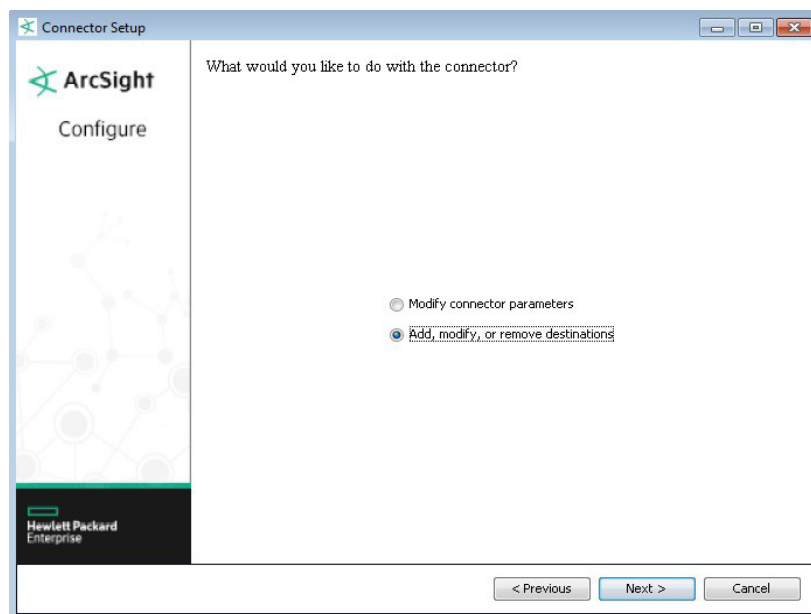 Connector Setup
ArcSight
Configure
What would you like to do with the connector?
Modify connector parameters
Add, modify, or remove destinations
Hewlett Packard
Enterprise
< Previous
Next >
Cancel